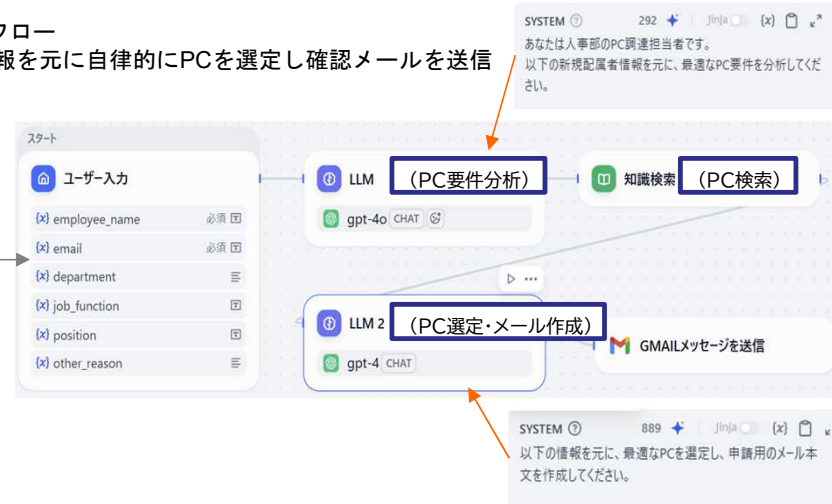 フロー
報を元に自律的にPCを選定し確認メールを送信
SYSTEM 292 Jinja {x}
あなたは人事部のPC調達担当者です。
以下の新規配属者情報を元に、最適なPC要件を分析してくだ
さい。
スタート
ユーザー入力
{x} employee_name 必須
{x} email 必須
{x} department
{x} job_function
{x} position
{x} other_reason
LLM （PC要件分析）
gpt-4o CHAT
知識検索 （PC検索）
LLM 2 （PC選定・メール作成）
gpt-4 CHAT
GMAILメッセージを送信
SYSTEM 889 Jinja {x}
以下の情報を元に、最適なPCを選定し、申請用のメール本
文を作成してください。